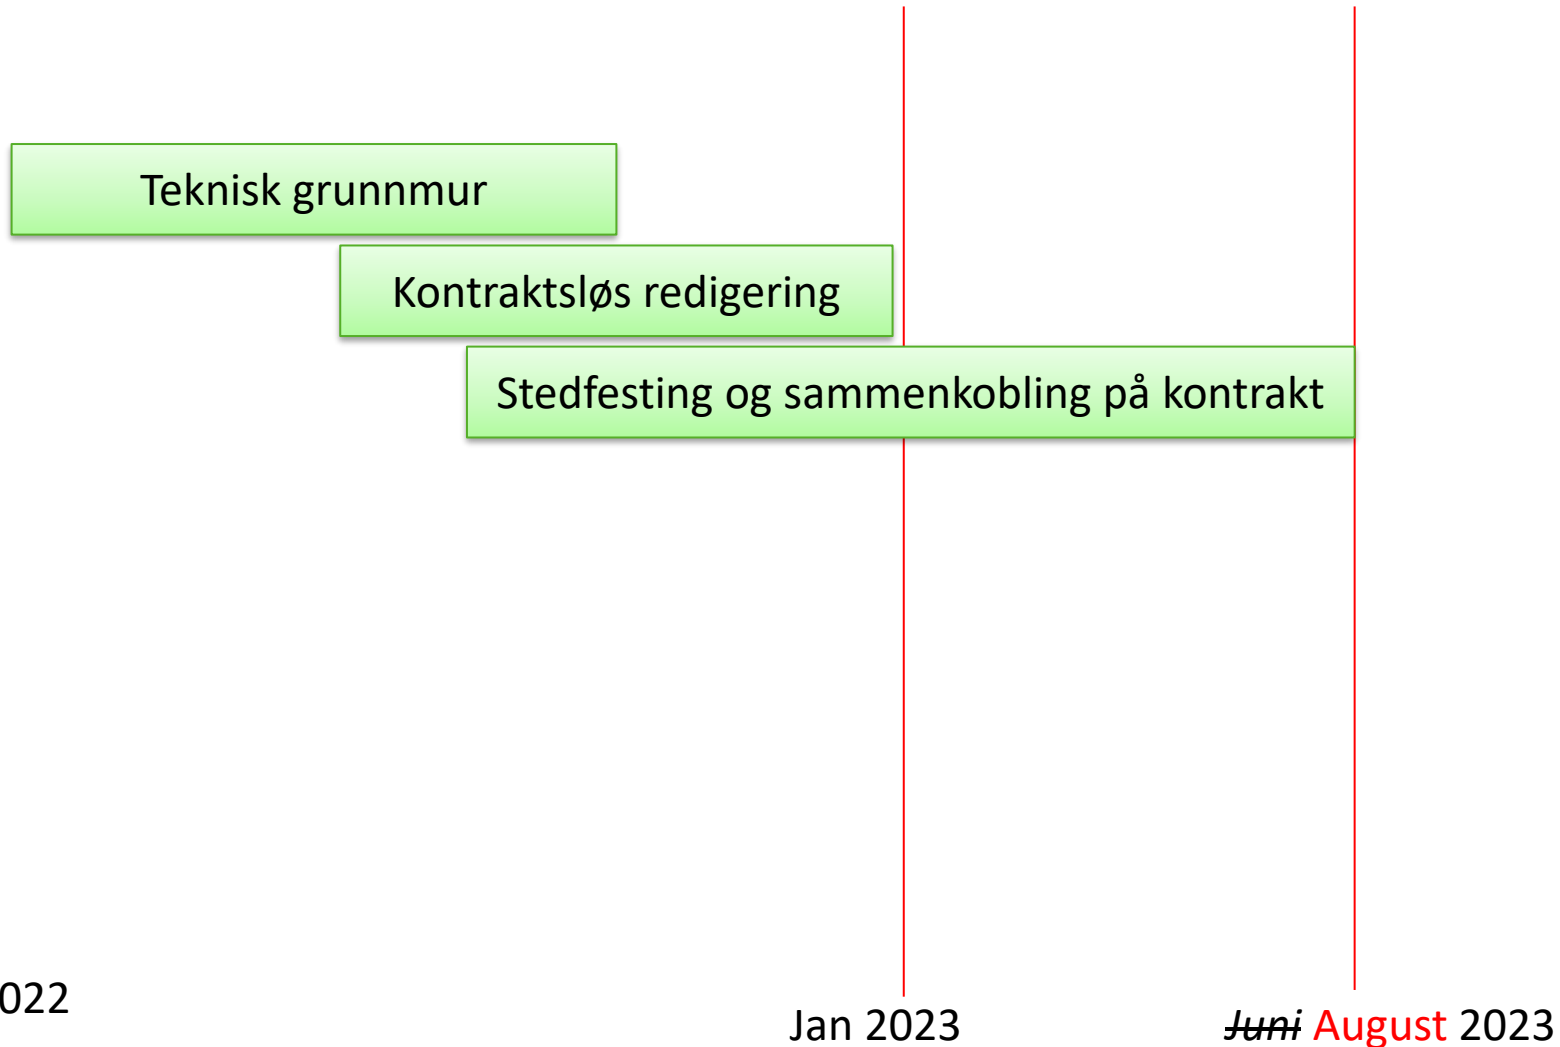 Teknisk grunnmur
Kontraktsløs redigering
Stedfesting og sammenkobling på kontrakt
022
Jan 2023
Juni August 2023